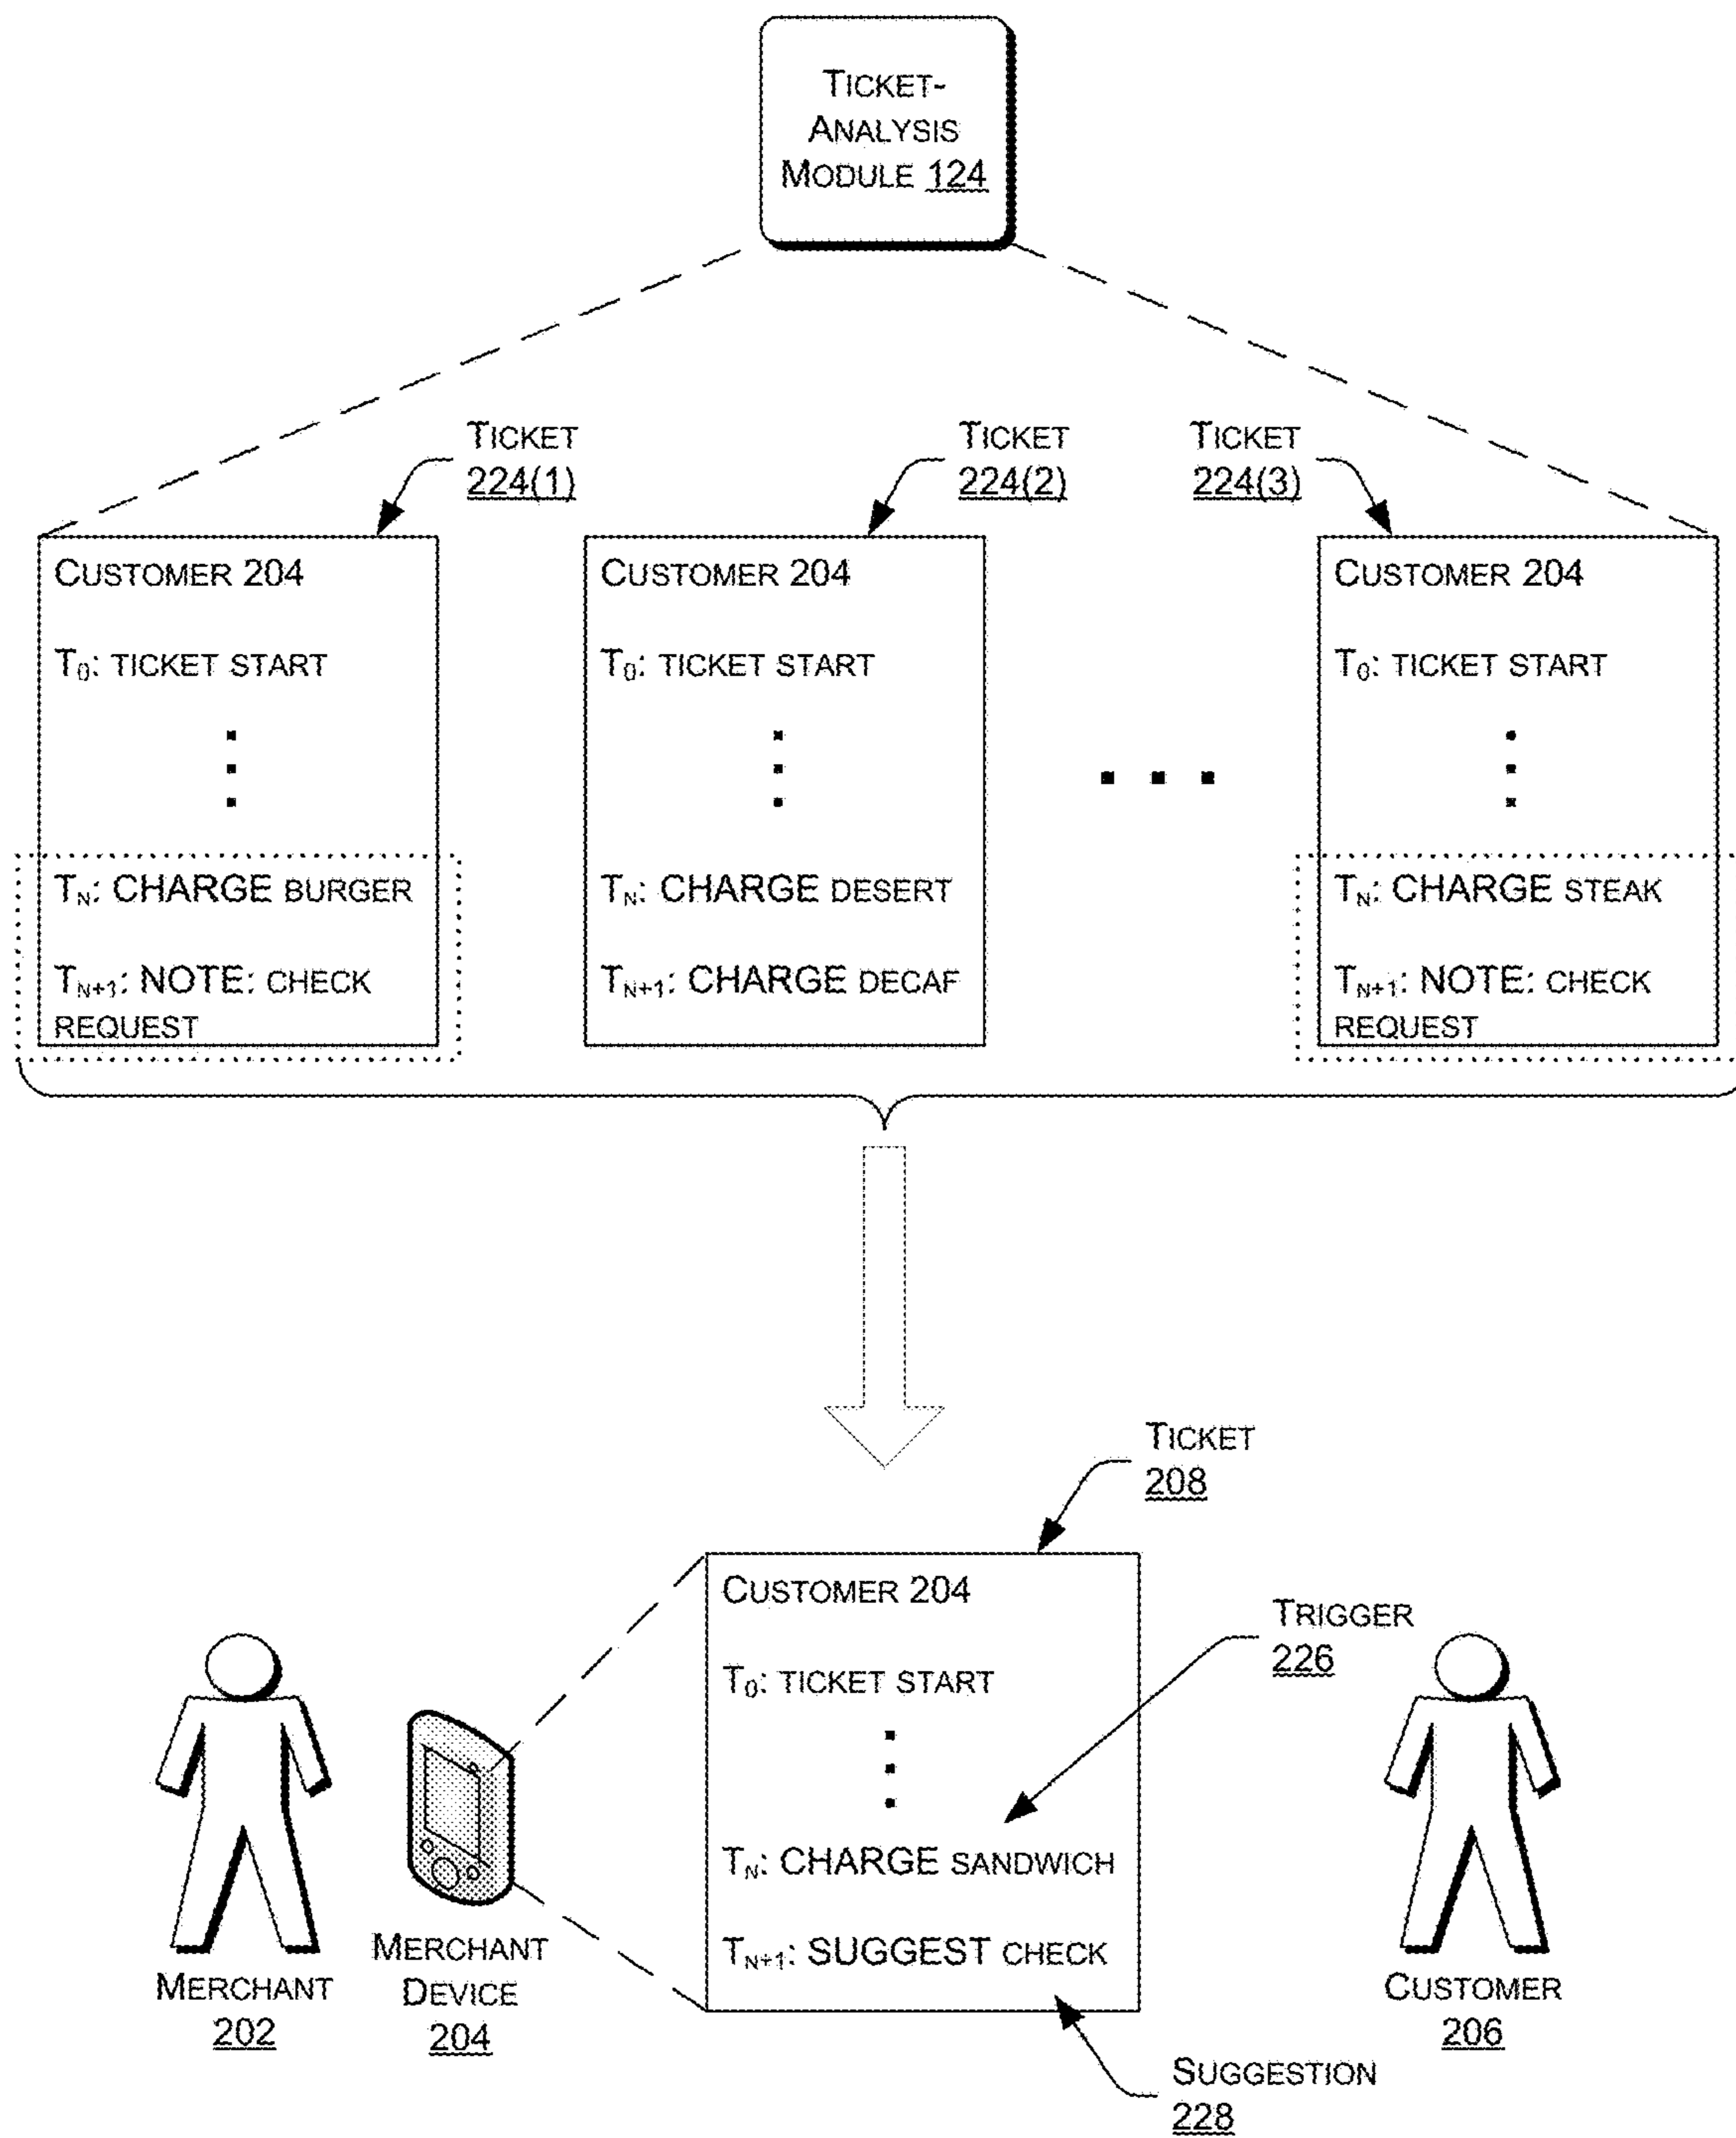 TICKET-
ANALYSIS
MODULE 124
TICKET
224(1)
TICKET
224(2)
TICKET
224(3)
CUSTOMER 204
T0: TICKET START
TN: CHARGE BURGER
TN+1: NOTE: CHECK
REQUEST
CUSTOMER 204
T0: TICKET START
TN: CHARGE DESERT
TN+1: CHARGE DECAF
CUSTOMER 204
T0: TICKET START
TN: CHARGE STEAK
TN+1: NOTE: CHECK
REQUEST
TICKET
208
CUSTOMER 204
T0: TICKET START
TN: CHARGE SANDWICH
TN+1: SUGGEST CHECK
TRIGGER
226
MERCHANT
202
MERCHANT
DEVICE
204
CUSTOMER
206
SUGGESTION
228